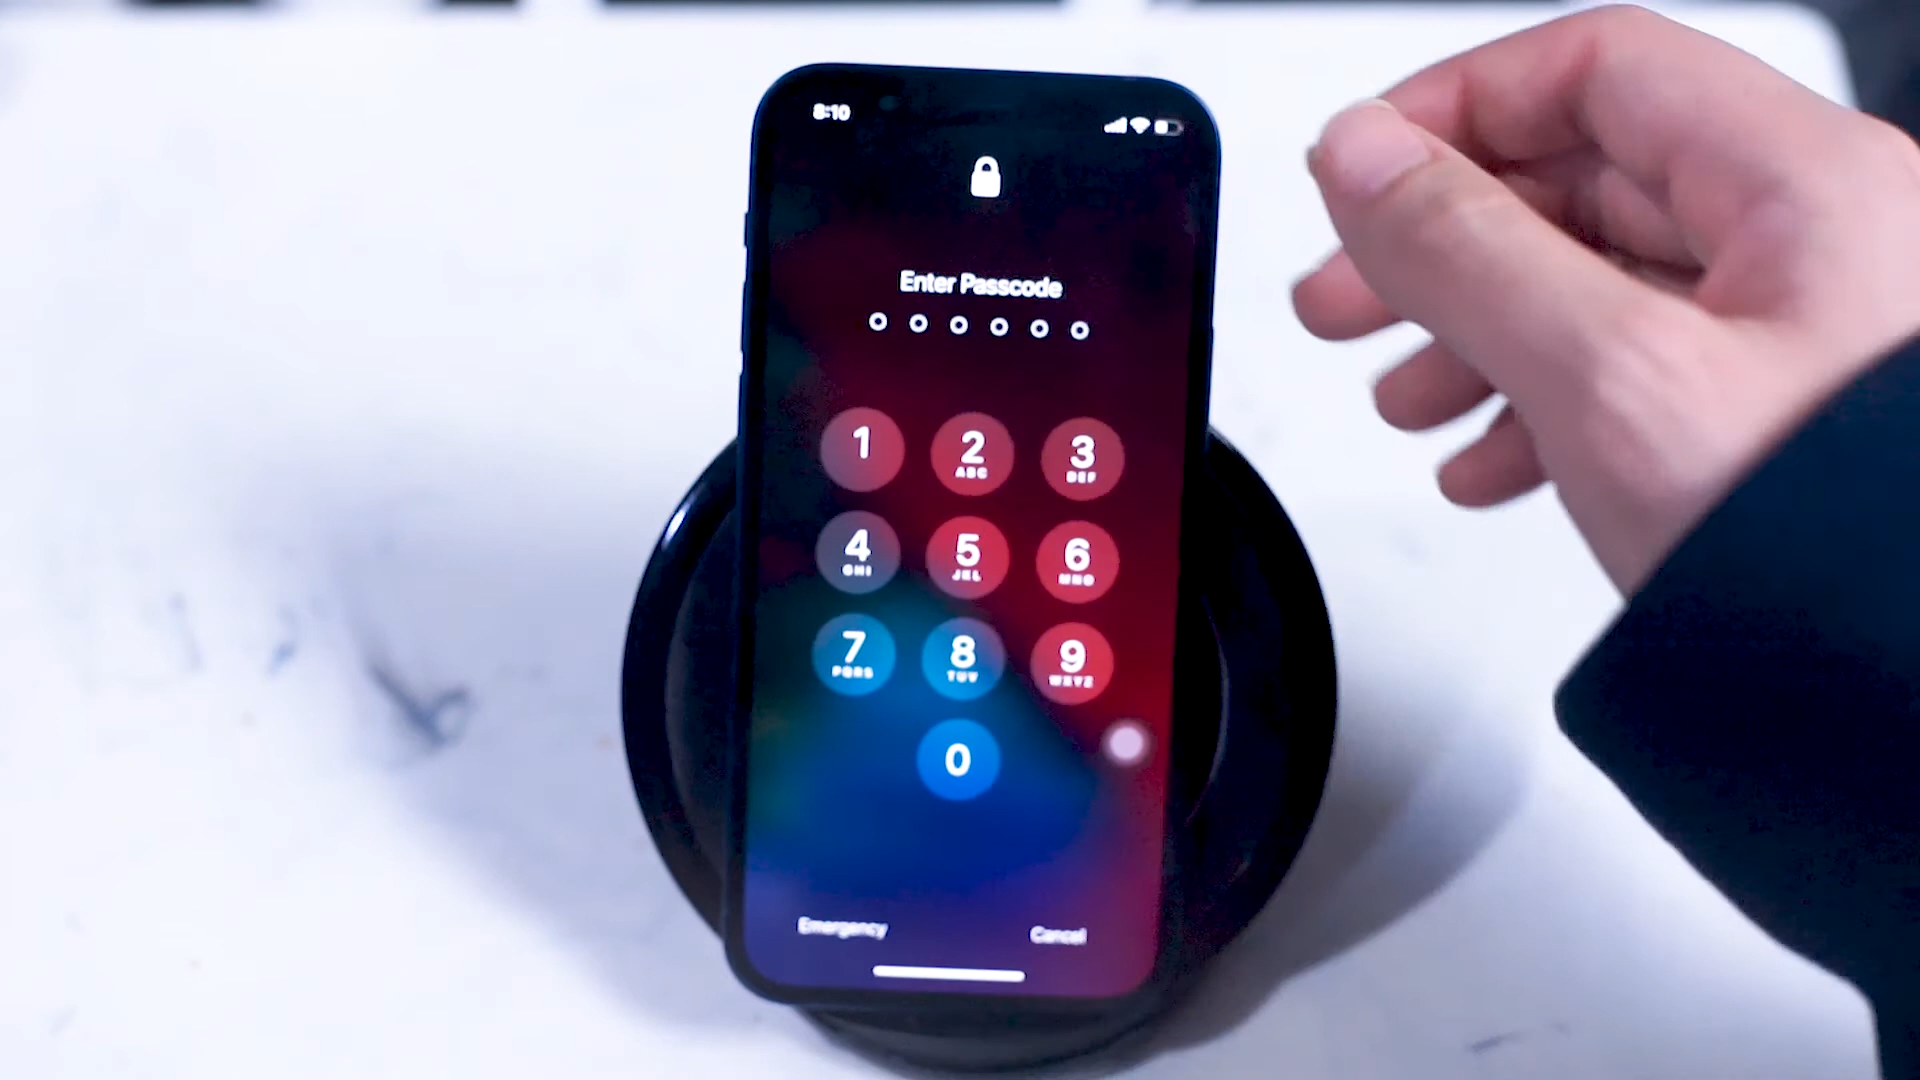 8:10
Enter Passcode
1
2
ABC
3
DEF
4
GHI
5
JKL
6
MNO
7
PQRS
8
TUV
9
WXYZ
0
Emergency
Cancel